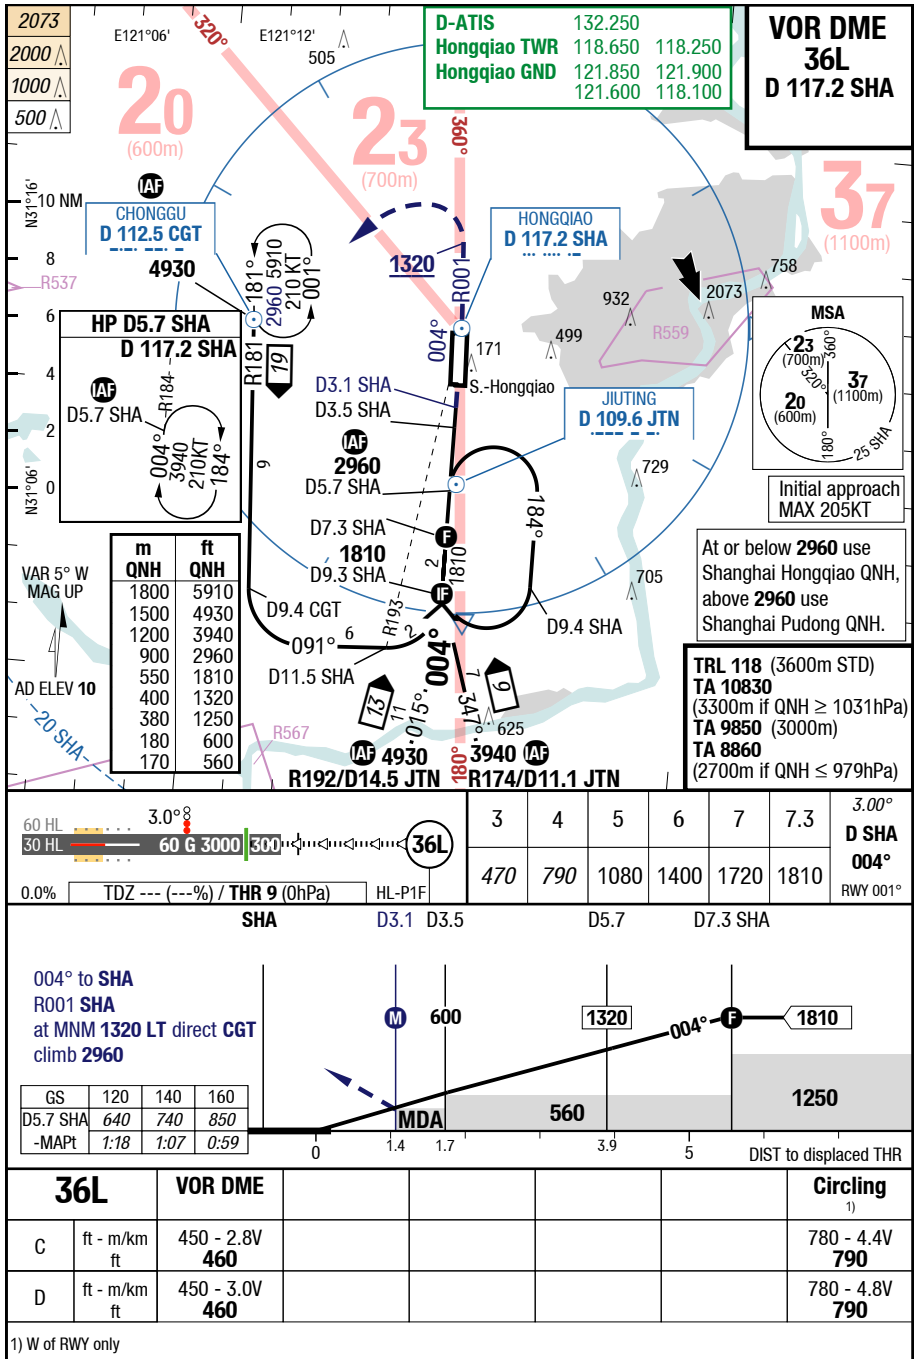 2073
2000
1000
500
E121°06'
E121°12'
505
320°
360°
D-ATIS 132.250
Hongqiao TWR 118.650 118.250
Hongqiao GND 121.850 121.900
121.600 118.100
VOR DME
36L
D 117.2 SHA
20
(600m)
23
(700m)
37
(1100m)
N31°16'
10 NM
8
6
4
2
0
N31°06'
IAF
CHONGGU
D 112.5 CGT
4930
HONGQIAO
D 117.2 SHA
1320
R001
004°
181°
2960 5910
210 KT
001°
R181
19
9
R537
HP D5.7 SHA
D 117.2 SHA
IAF
D5.7 SHA
R184
004°
3940
210KT
184°
171
S.-Hongqiao
499
932
2073
758
R559
D3.1 SHA
D3.5 SHA
IAF
2960
D5.7 SHA
JIUTING
D 109.6 JTN
MSA
23
(700m)
20
(600m)
37
(1100m)
360°
320°
180°
25 SHA
Initial approach
MAX 205KT
729
705
184°
D7.3 SHA
F
1810
D9.3 SHA
IF
2
1810
D9.4 SHA
At or below 2960 use
Shanghai Hongqiao QNH,
above 2960 use
Shanghai Pudong QNH.
VAR 5° W
MAG UP
AD ELEV 10
20 SHA
m ft
QNH QNH
1800 5910
1500 4930
1200 3940
900 2960
550 1810
400 1320
380 1250
180 600
170 560
D9.4 CGT
091°
6
R193
2
D11.5 SHA
004°
13
11
015°
7
347°
9
625
R567
IAF 4930
R192/D14.5 JTN
180°
3940 IAF
R174/D11.1 JTN
TRL 118 (3600m STD)
TA 10830
(3300m if QNH ≥ 1031hPa)
TA 9850 (3000m)
TA 8860
(2700m if QNH ≤ 979hPa)
60 HL
30 HL
3.0°
60 G 3000 300
36L
0.0%
TDZ --- (---%) / THR 9 (0hPa)
HL-P1F
3 4 5 6 7 7.3
470 790 1080 1400 1720 1810
3.00°
D SHA
004°
RWY 001°
SHA D3.1 D3.5 D5.7 D7.3 SHA
004° to SHA
R001 SHA
at MNM 1320 LT direct CGT
climb 2960
M 600 1320 004° F 1810
MDA 560 1250
GS 120 140 160
D5.7 SHA 640 740 850
-MAPt 1:18 1:07 0:59
0 1.4 1.7 3.9 5 DIST to displaced THR
36L VOR DME Circling
1)
C ft - m/km 450 - 2.8V 780 - 4.4V
ft 460 790
D ft - m/km 450 - 3.0V 780 - 4.8V
ft 460 790
1) W of RWY only